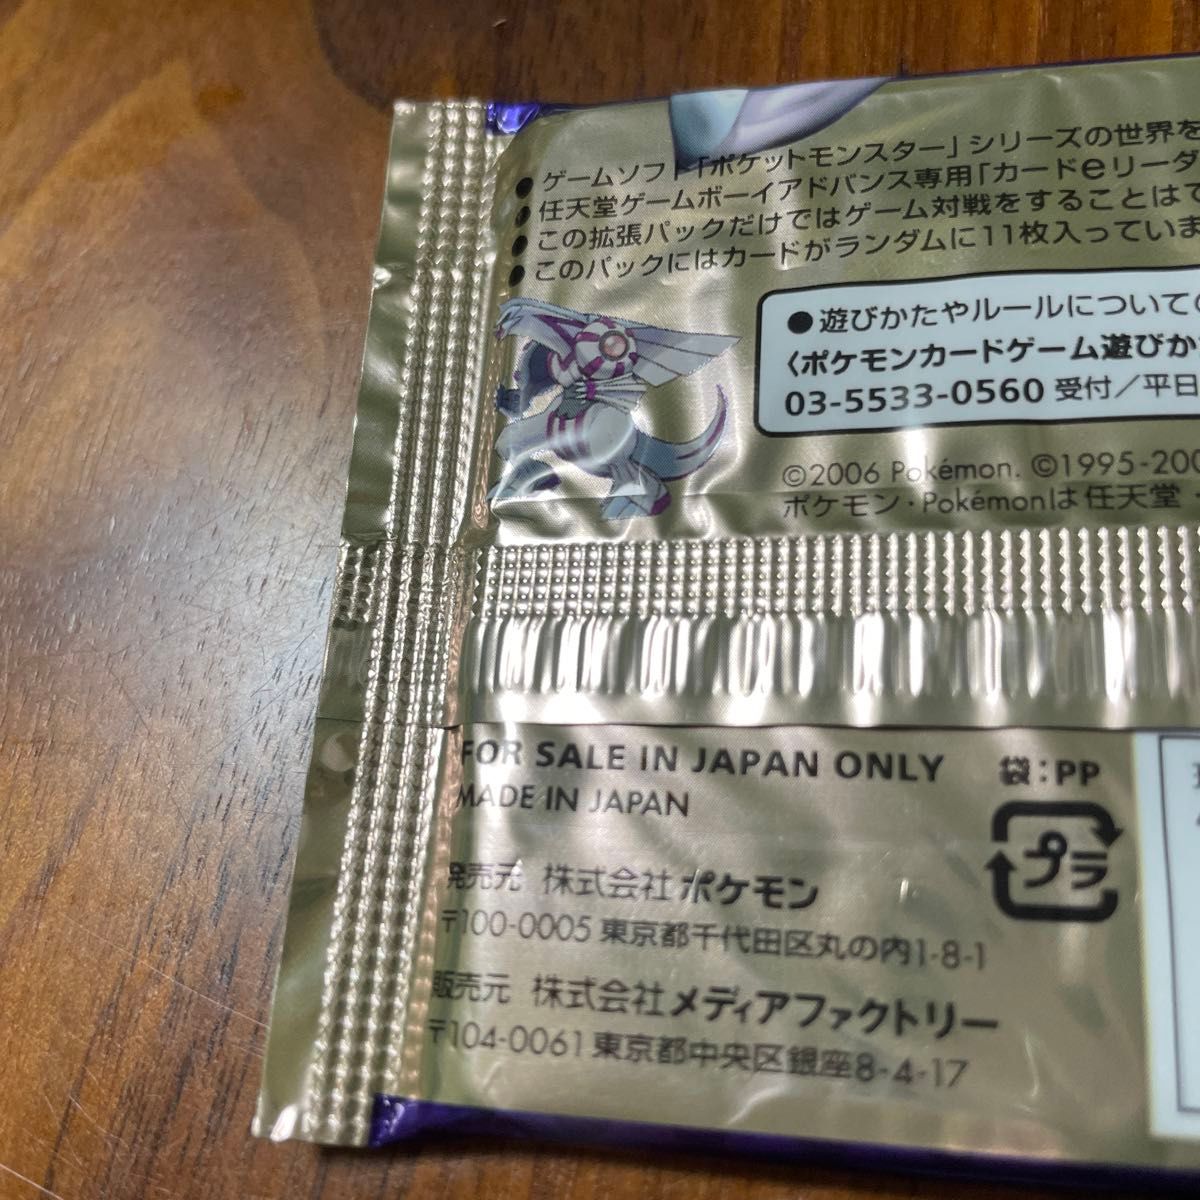 ●ゲームソフト「ポケットモンスター」シリーズの世界を
●任天堂ゲームボーイアドバンス専用「カードeリーダ
●この拡張パックだけではゲーム対戦をすることはで
●このパックにはカードがランダムに11枚入っていま
●遊びかたやルールについての
〈ポケモンカードゲーム遊びか
03-5533-0560 受付／平日
©2006 Pokémon. ©1995-200
ポケモン・Pokémonは任天堂・
FOR SALE IN JAPAN ONLY
MADE IN JAPAN
袋：PP
プラ
発売元 株式会社ポケモン
〒100-0005 東京都千代田区丸の内1-8-1
販売元 株式会社メディアファクトリー
〒104-0061 東京都中央区銀座8-4-17